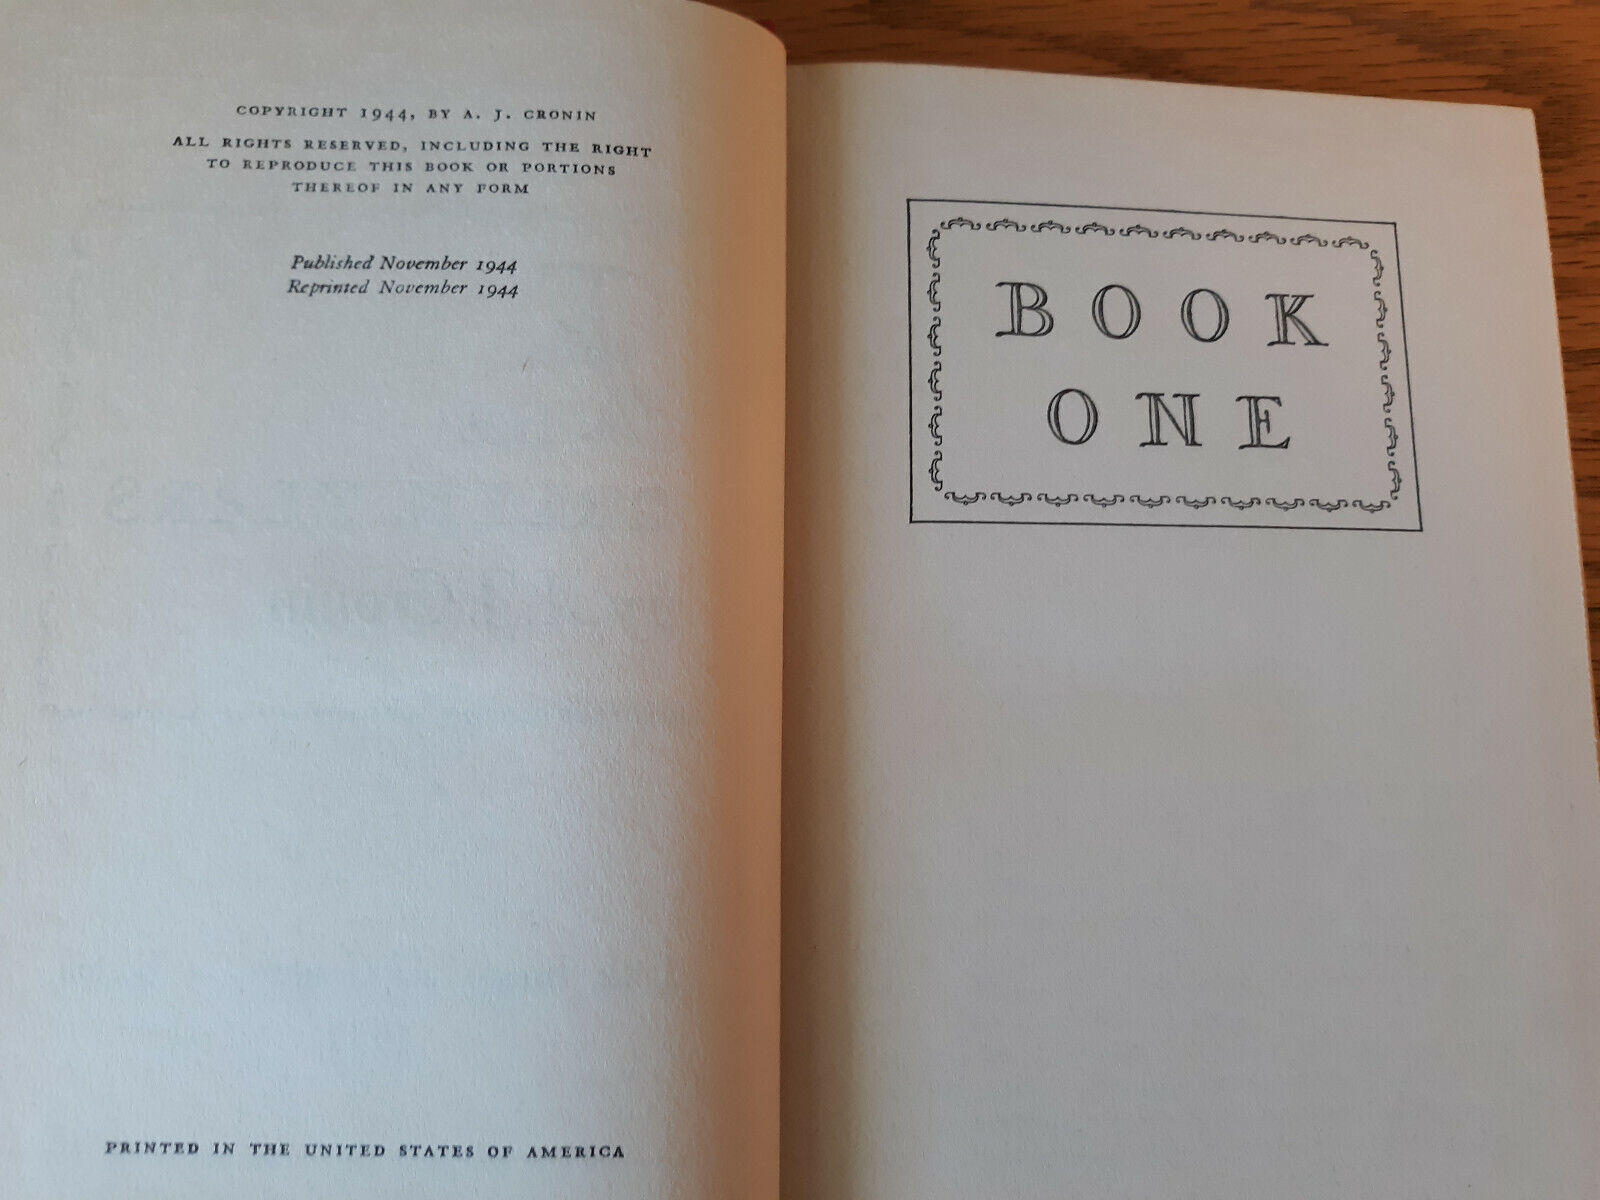 COPYRIGHT 1944, BY A. J. CRONIN
ALL RIGHTS RESERVED, INCLUDING THE RIGHT
TO REPRODUCE THIS BOOK OR PORTIONS
THEREOF IN ANY FORM
Published November 1944
Reprinted November 1944
PRINTED IN THE UNITED STATES OF AMERICA
BOOK
ONE